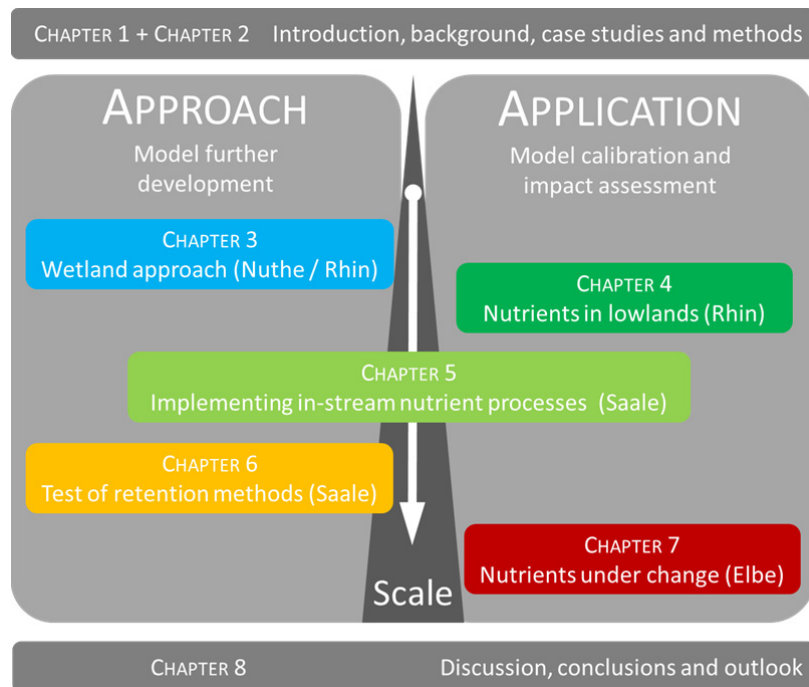 CHAPTER 1 + CHAPTER 2 Introduction, background, case studies and methods
APPROACH
Model further
development
APPLICATION
Model calibration and
impact assessment
CHAPTER 3
Wetland approach (Nuthe / Rhin)
CHAPTER 4
Nutrients in lowlands (Rhin)
CHAPTER 5
Implementing in-stream nutrient processes (Saale)
CHAPTER 6
Test of retention methods (Saale)
CHAPTER 7
Nutrients under change (Elbe)
Scale
CHAPTER 8 Discussion, conclusions and outlook